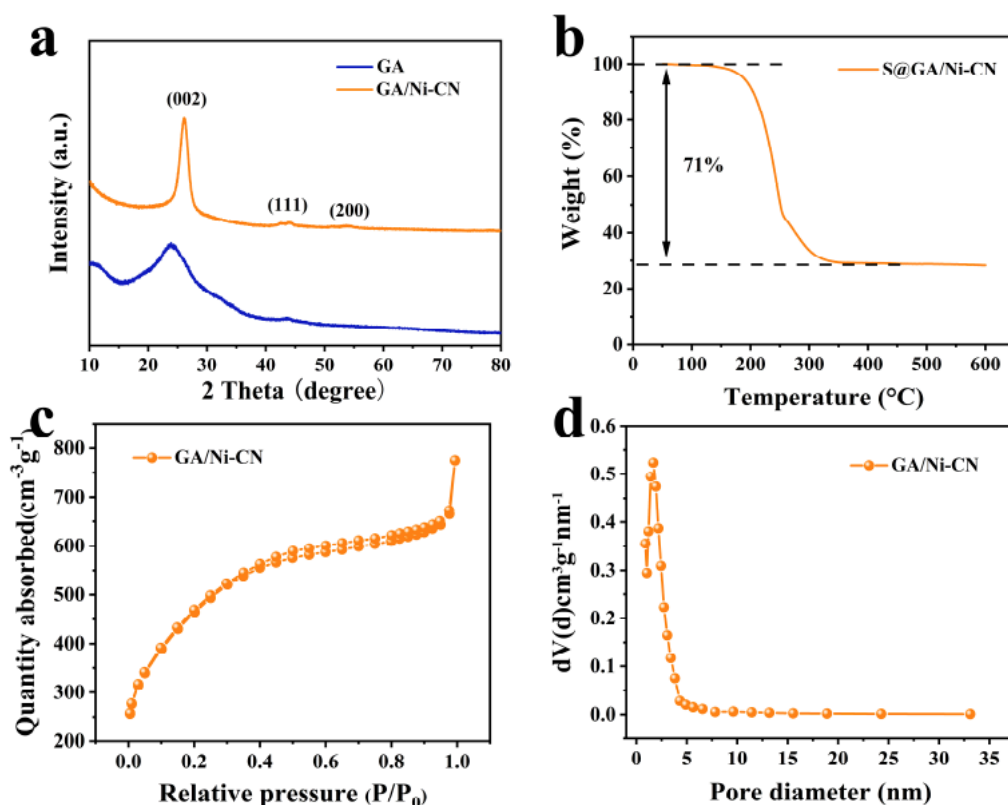 a
GA
GA/Ni-CN
(002)
(111)
(200)
Intensity (a.u.)
10 20 30 40 50 60 70 80
2 Theta (degree)
b
S@GA/Ni-CN
71%
Weight (%)
100
80
60
40
20
0
0 100 200 300 400 500 600
Temperature (°C)
c
GA/Ni-CN
Quantity absorbed(cm-3g-1)
800
700
600
500
400
300
200
0.0 0.2 0.4 0.6 0.8 1.0
Relative pressure (P/P0)
d
GA/Ni-CN
dV(d)cm3g-1nm-1
0.6
0.5
0.4
0.3
0.2
0.1
0.0
0 5 10 15 20 25 30 35
Pore diameter (nm)